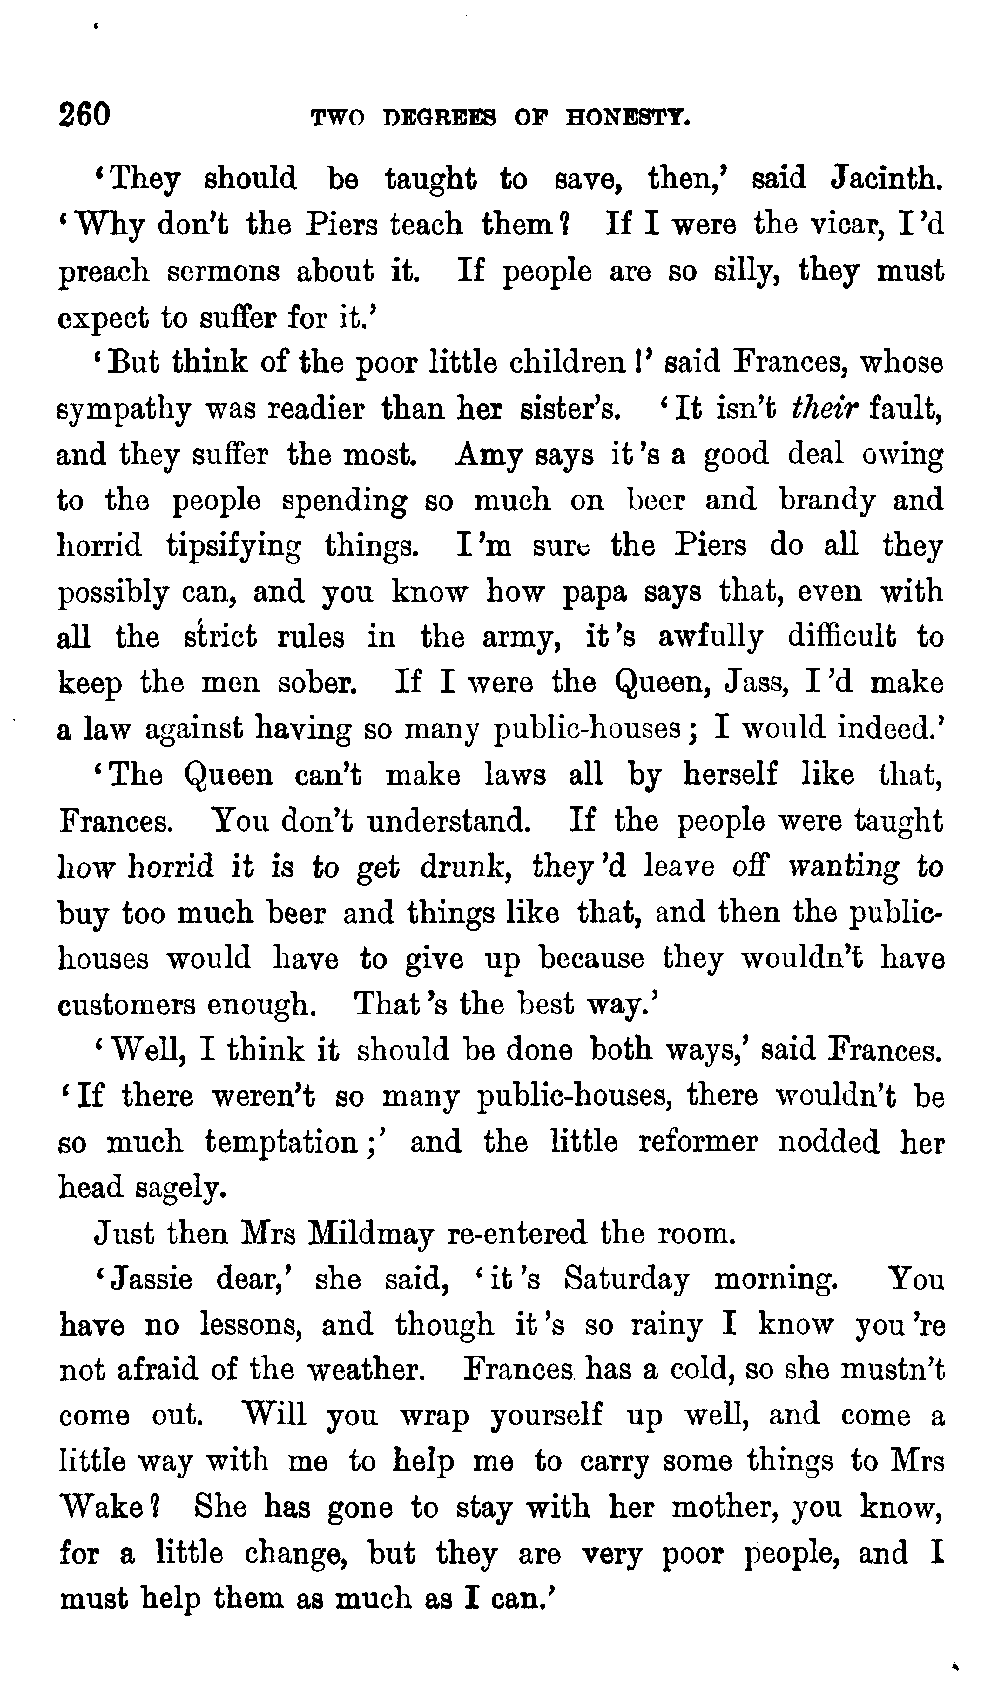 260 TWO DEGREES OF HONESTY.
‘They should be taught to save, then,’ said Jacinth.
‘Why don’t the Piers teach them? If I were the vicar, I’d
preach sermons about it. If people are so silly, they must
expect to suffer for it.’
‘But think of the poor little children!’ said Frances, whose
sympathy was readier than her sister’s. ‘It isn’t their fault,
and they suffer the most. Amy says it’s a good deal owing
to the people spending so much on beer and brandy and
horrid tipsifying things. I’m sure the Piers do all they
possibly can, and you know how papa says that, even with
all the strict rules in the army, it’s awfully difficult to
keep the men sober. If I were the Queen, Jass, I’d make
a law against having so many public-houses; I would indeed.’
‘The Queen can’t make laws all by herself like that,
Frances. You don’t understand. If the people were taught
how horrid it is to get drunk, they’d leave off wanting to
buy too much beer and things like that, and then the public-
houses would have to give up because they wouldn’t have
customers enough. That’s the best way.’
‘Well, I think it should be done both ways,’ said Frances.
‘If there weren’t so many public-houses, there wouldn’t be
so much temptation;’ and the little reformer nodded her
head sagely.
Just then Mrs Mildmay re-entered the room.
‘Jassie dear,’ she said, ‘it’s Saturday morning. You
have no lessons, and though it’s so rainy I know you’re
not afraid of the weather. Frances has a cold, so she mustn’t
come out. Will you wrap yourself up well, and come a
little way with me to help me to carry some things to Mrs
Wake? She has gone to stay with her mother, you know,
for a little change, but they are very poor people, and I
must help them as much as I can.’